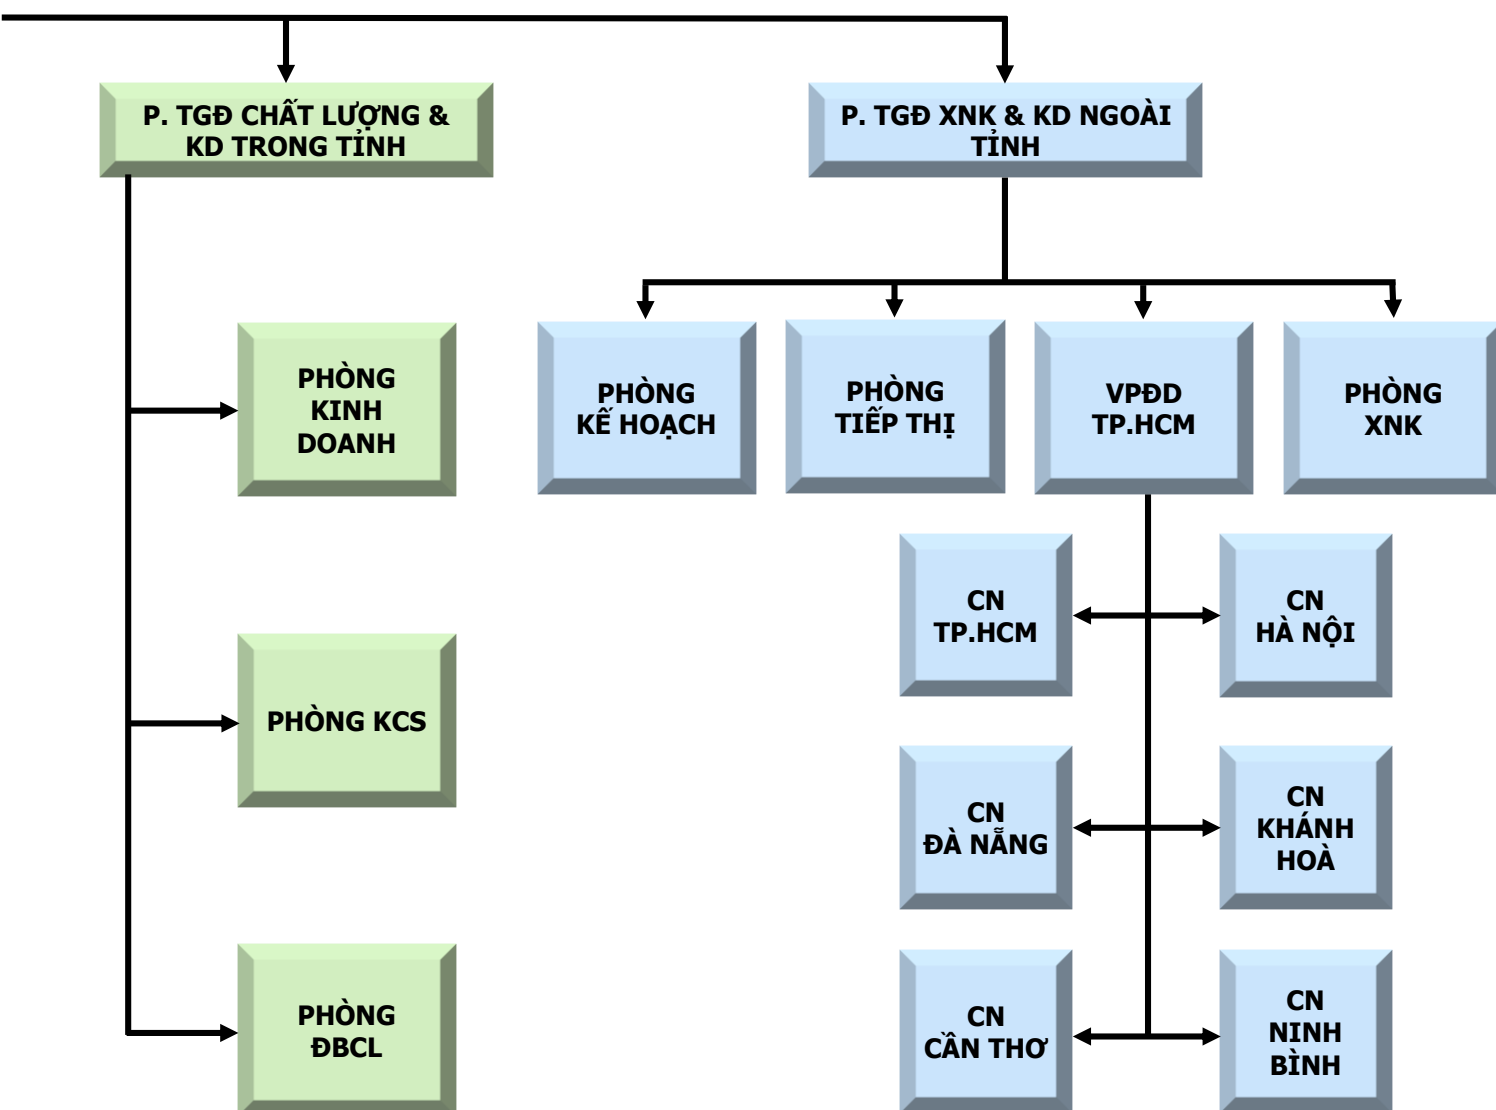 P. TGĐ CHẤT LƯỢNG &
KD TRONG TỈNH
P. TGĐ XNK & KD NGOÀI
TỈNH
PHÒNG
KINH
DOANH
PHÒNG
KẾ HOẠCH
PHÒNG
TIẾP THỊ
VPĐD
TP.HCM
PHÒNG
XNK
CN
TP.HCM
CN
HÀ NỘI
PHÒNG KCS
CN
ĐÀ NẴNG
CN
KHÁNH
HOÀ
PHÒNG
ĐBCL
CN
CẦN THƠ
CN
NINH
BÌNH